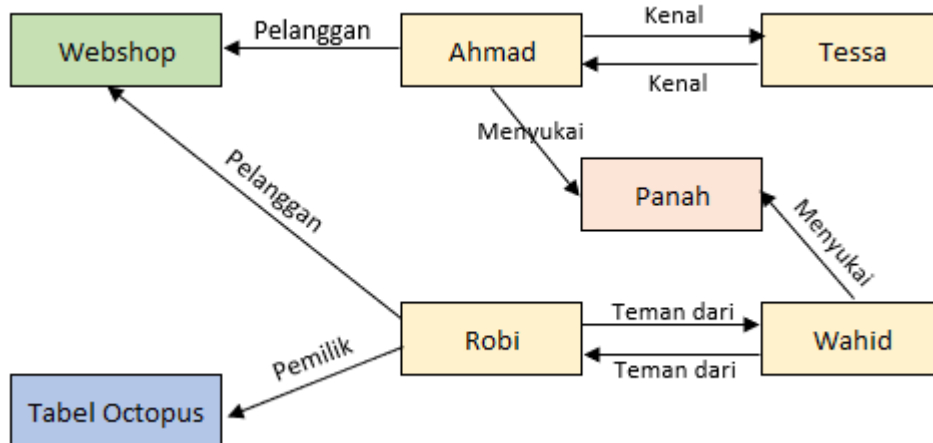 Kenal
Webshop
Pelanggan
Ahmad
Tessa
Kenal
Menyukai
Panah
Pelanggan
Menyukai
Robi
Teman dari
Wahid
Teman dari
Pemilik
Tabel Octopus